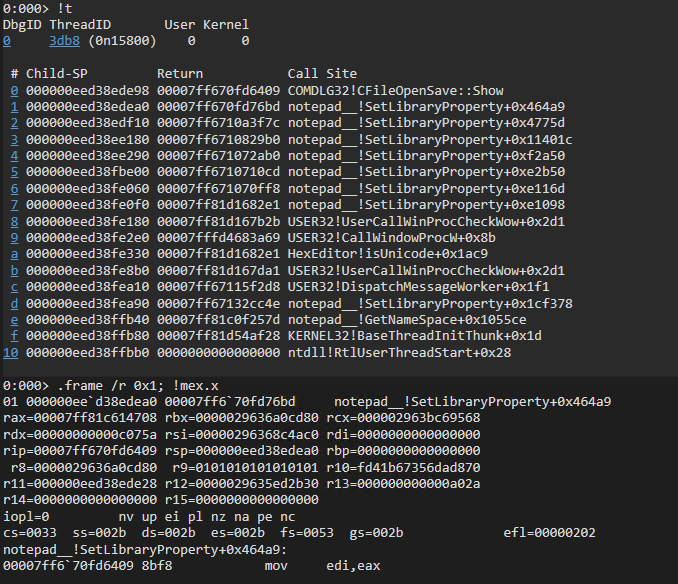 0:000> !t
DbgID ThreadID User Kernel
0 3db8 (0n15800) 0 0
# Child-SP Return Call Site
0 000000eed38ede98 00007ff670fd6409 COMDLG32!CFileOpenSave::Show
1 000000eed38edea0 00007ff670fd76bd notepad__!SetLibraryProperty+0x464a9
2 000000eed38edf10 00007ff6710a3f7c notepad__!SetLibraryProperty+0x4775d
3 000000eed38ee180 00007ff6710829b0 notepad__!SetLibraryProperty+0x11401c
4 000000eed38ee290 00007ff671072ab0 notepad__!SetLibraryProperty+0xf2a50
5 000000eed38fbe00 00007ff6710710cd notepad__!SetLibraryProperty+0xe2b50
6 000000eed38fe060 00007ff671070ff8 notepad__!SetLibraryProperty+0xe116d
7 000000eed38fe0f0 00007ff81d1682e1 notepad__!SetLibraryProperty+0xe1098
8 000000eed38fe180 00007ff81d167b2b USER32!UserCallWinProcCheckWow+0x2d1
9 000000eed38fe2e0 00007fffd4683a69 USER32!CallWindowProcW+0x8b
a 000000eed38fe330 00007ff81d1682e1 HexEditor!isUnicode+0x1ac9
b 000000eed38fe8b0 00007ff81d167da1 USER32!UserCallWinProcCheckWow+0x2d1
c 000000eed38fea10 00007ff67115f2d8 USER32!DispatchMessageWorker+0x1f1
d 000000eed38fea90 00007ff67132cc4e notepad__!SetLibraryProperty+0x1cf378
e 000000eed38ffb40 00007ff81c0f257d notepad__!GetNameSpace+0x1055ce
f 000000eed38ffb80 00007ff81d54af28 KERNEL32!BaseThreadInitThunk+0x1d
10 000000eed38ffbb0 0000000000000000 ntdll!RtlUserThreadStart+0x28
0:000> .frame /r 0x1; !mex.x
01 000000ee`d38edea0 00007ff6`70fd76bd notepad__!SetLibraryProperty+0x464a9
rax=00007ff81c614708 rbx=0000029636a0cd80 rcx=000002963bc69568
rdx=00000000000c075a rsi=00000296368c4ac0 rdi=0000000000000000
rip=00007ff670fd6409 rsp=000000eed38edea0 rbp=0000000000000000
r8=0000029636a0cd80 r9=0101010101010101 r10=fd41b67356dad870
r11=000000eed38ede28 r12=0000029635ed2b30 r13=000000000000a02a
r14=0000000000000000 r15=0000000000000000
iopl=0 nv up ei pl nz na pe nc
cs=0033 ss=002b ds=002b es=002b fs=0053 gs=002b efl=00000202
notepad__!SetLibraryProperty+0x464a9:
00007ff6`70fd6409 8bf8 mov edi,eax